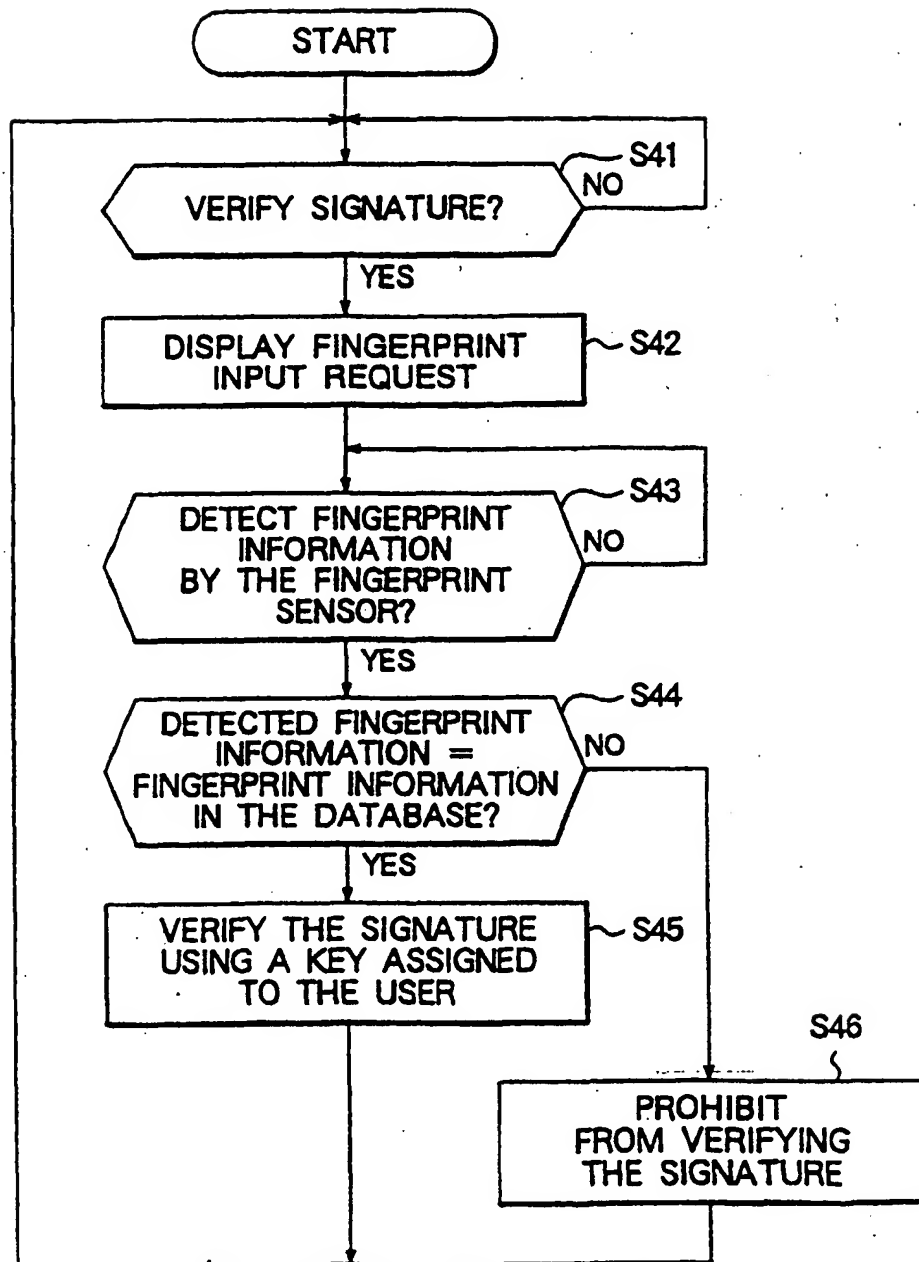 START
S41
NO
VERIFY SIGNATURE?
YES
DISPLAY FINGERPRINT
INPUT REQUEST
S42
S43
DETECT FINGERPRINT
INFORMATION
BY THE FINGERPRINT
SENSOR?
NO
YES
S44
DETECTED FINGERPRINT
INFORMATION =
FINGERPRINT INFORMATION
IN THE DATABASE?
NO
YES
VERIFY THE SIGNATURE
USING A KEY ASSIGNED
TO THE USER
S45
S46
PROHIBIT
FROM VERIFYING
THE SIGNATURE